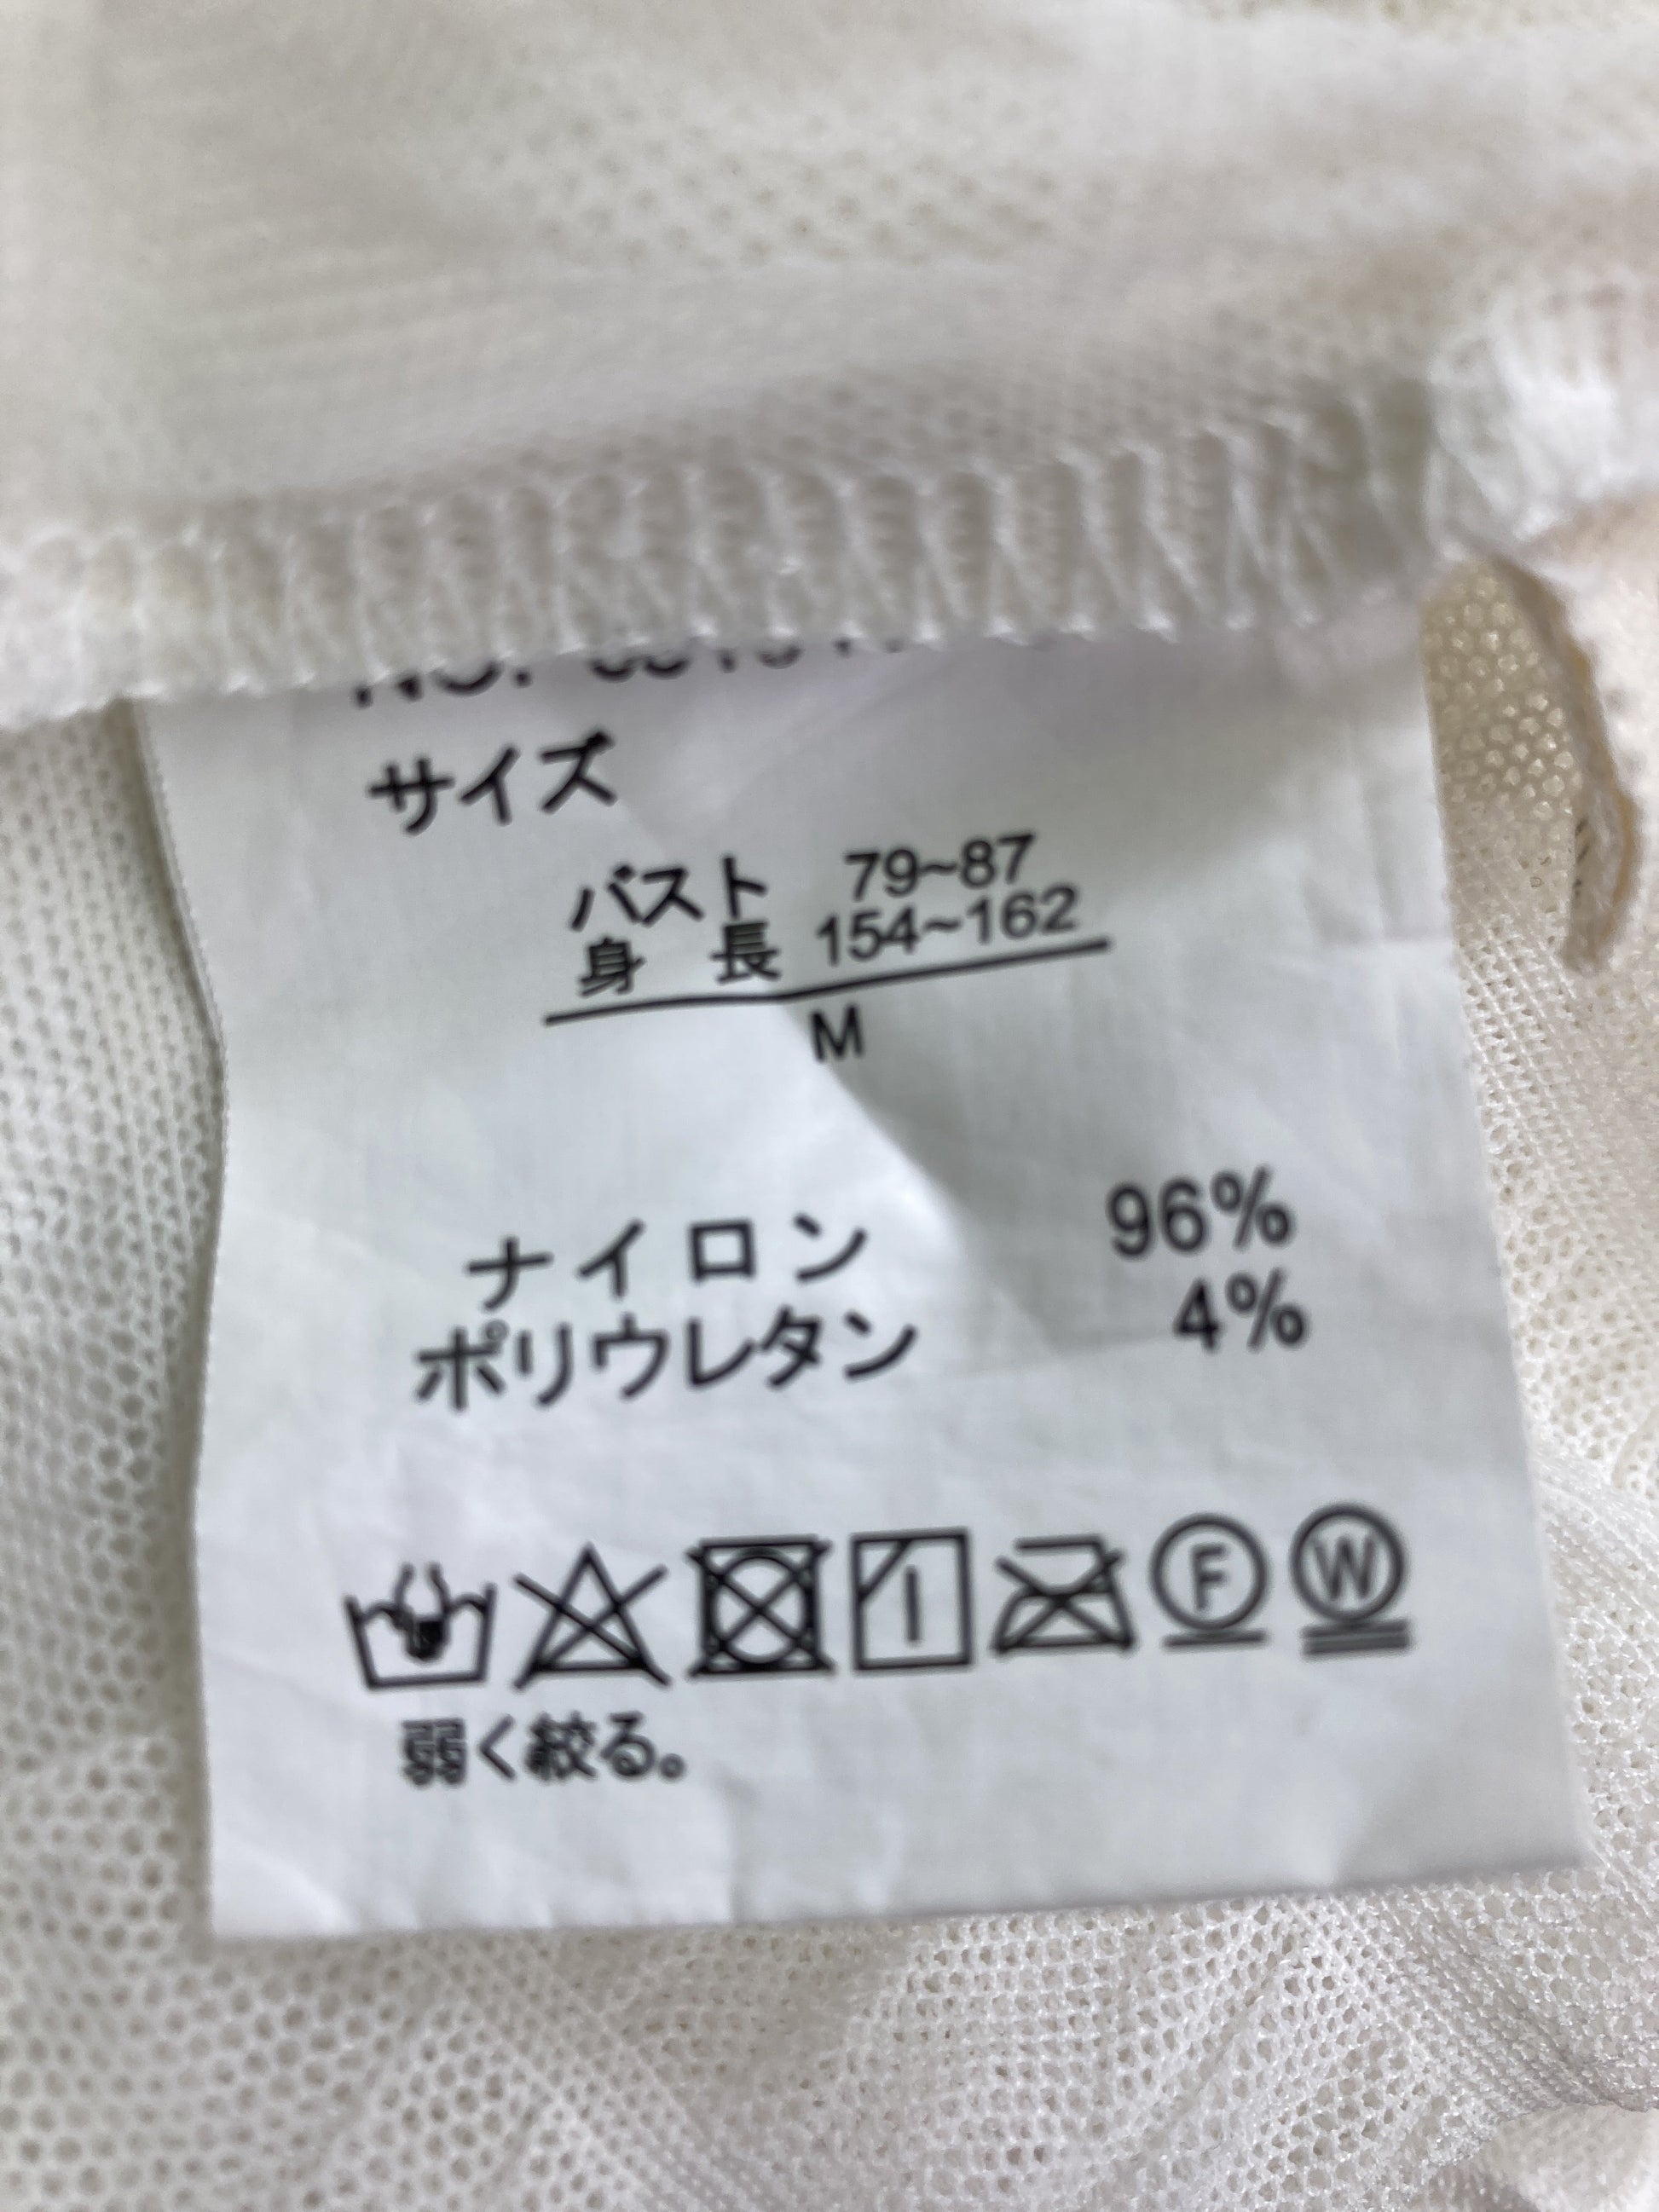 サイズ
バスト 79~87
身 長 154~162
M
ナイロン 96%
ポリウレタン 4%
F W
弱く絞る。